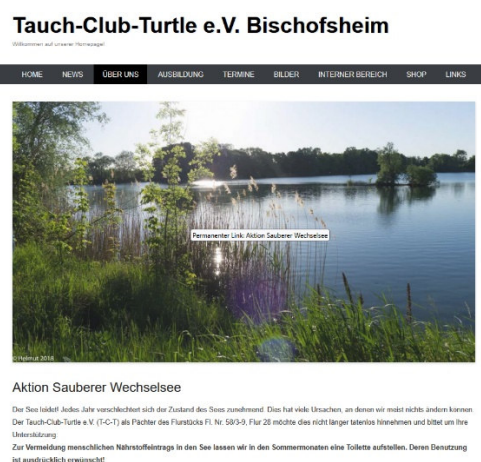 Tauch-Club-Turtle e.V. Bischofsheim
Willkommen auf unserer Homepage!
HOME NEWS ÜBER UNS AUSBILDUNG TERMINE BILDER INTERNER BEREICH SHOP LINKS
Permanenter Link: Aktion Sauberer Wechselsee
© Helmut 2018
Aktion Sauberer Wechselsee
Der See leidet! Jedes Jahr verschlechtert sich der Zustand des Sees zunehmend. Dies hat viele Ursachen, an denen wir meist nichts ändern können.
Der Tauch-Club-Turtle e.V. (T-C-T) als Pächter des Flurstücks Fl. Nr. 58/3-9, Flur 28 möchte dies nicht länger tatenlos hinnehmen und bittet um Ihre
Unterstützung.
Zur Vermeidung menschlichen Nährstoffeintrags in den See lassen wir in den Sommermonaten eine Toilette aufstellen. Deren Benutzung
ist ausdrücklich erwünscht!